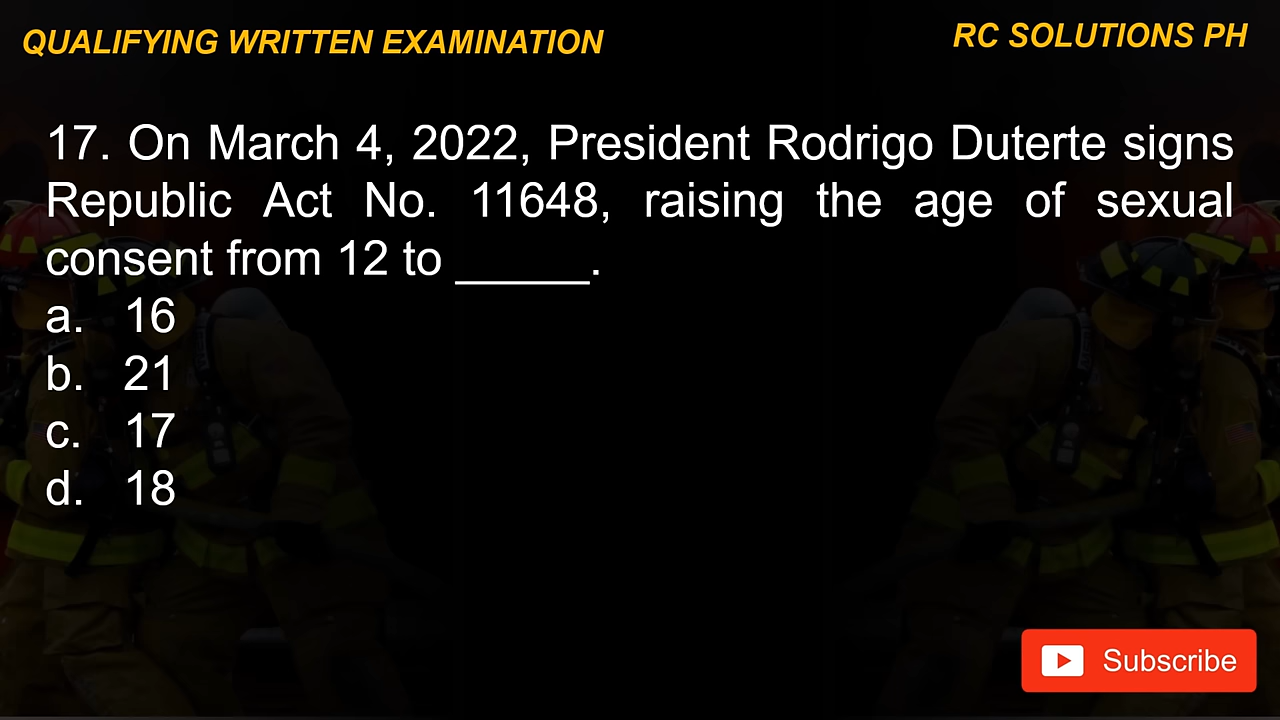 QUALIFYING WRITTEN EXAMINATION
RC SOLUTIONS PH
17. On March 4, 2022, President Rodrigo Duterte signs
Republic Act No. 11648, raising the age of sexual
consent from 12 to _____.
a. 16
b. 21
c. 17
d. 18
Subscribe